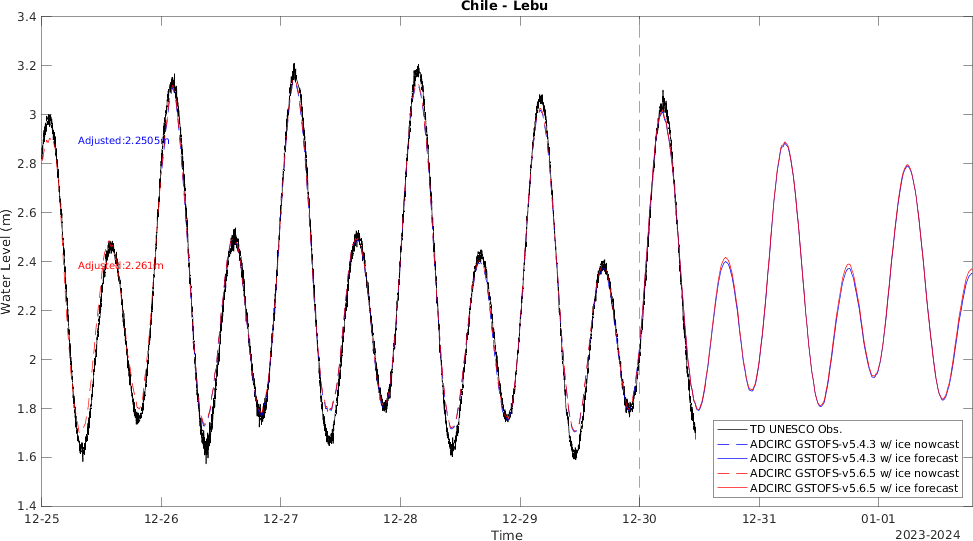 Chile - Lebu
3.4
3.2
3
2.8
2.6
2.4
2.2
2
1.8
1.6
1.4
Water Level (m)
Adjusted:2.2505m
Adjusted:2.261m
TD UNESCO Obs.
ADCIRC GSTOFS-v5.4.3 w/ ice nowcast
ADCIRC GSTOFS-v5.4.3 w/ ice forecast
ADCIRC GSTOFS-v5.6.5 w/ ice nowcast
ADCIRC GSTOFS-v5.6.5 w/ ice forecast
12-25 12-26 12-27 12-28 12-29 12-30 12-31 01-01
Time
2023-2024